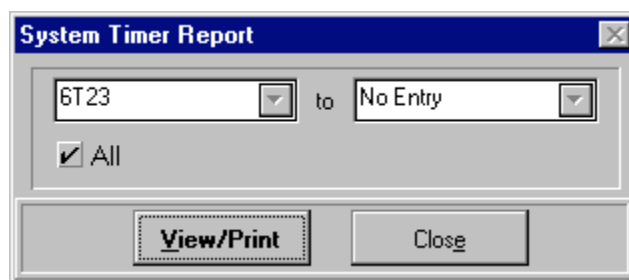 System Timer Report
6T23 to No Entry
All
View/Print Close